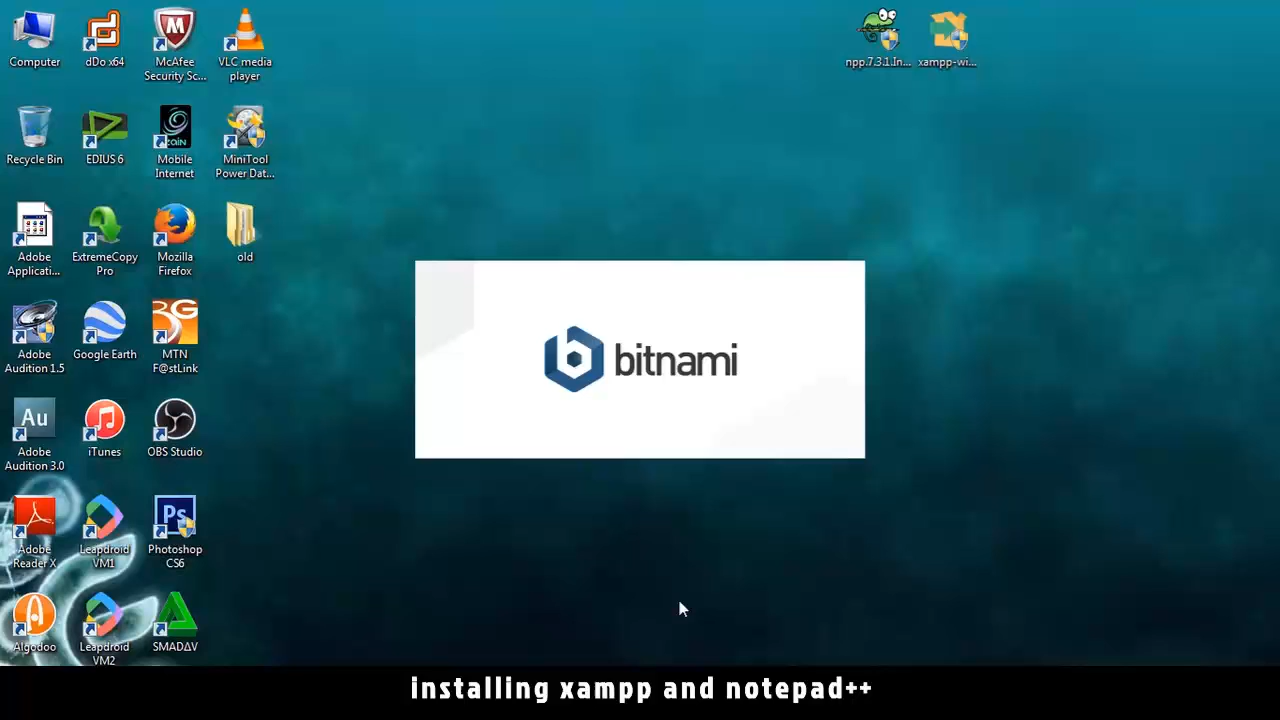 Computer
dDo x64
McAfee
Security Sc...
VLC media
player
npp.7.3.1.In...
xampp-wi...
Recycle Bin
EDIUS 6
zain
Mobile
Internet
MiniTool
Power Dat...
Adobe
Applicati...
ExtremeCopy
Pro
Mozilla
Firefox
old
bitnami
Adobe
Audition 1.5
Google Earth
3G
MTN
F@stLink
Au
Adobe
Audition 3.0
iTunes
OBS Studio
Adobe
Reader X
Leapdroid
VM1
Ps
Photoshop
CS6
Algodoo
Leapdroid
VM2
SMADΔV
installing xampp and notepad++